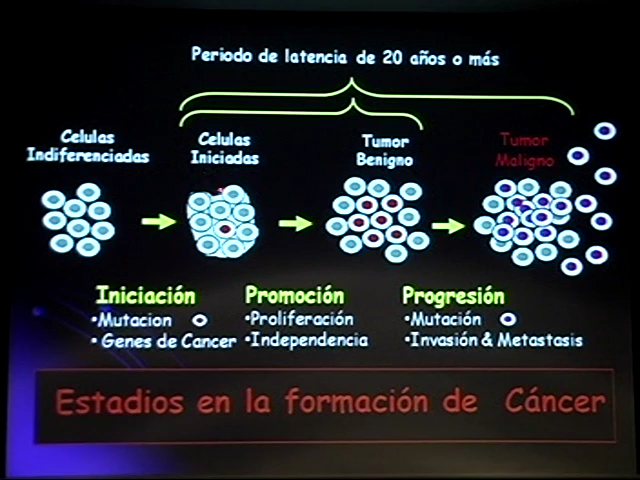 Periodo de latencia de 20 años o más
Celulas
Indiferenciadas
Celulas
Iniciadas
Tumor
Benigno
Tumor
Maligno
Iniciación
•Mutacion
•Genes de Cancer
Promoción
•Proliferación
•Independencia
Progresión
•Mutación
•Invasión & Metastasis
Estadios en la formación de Cáncer